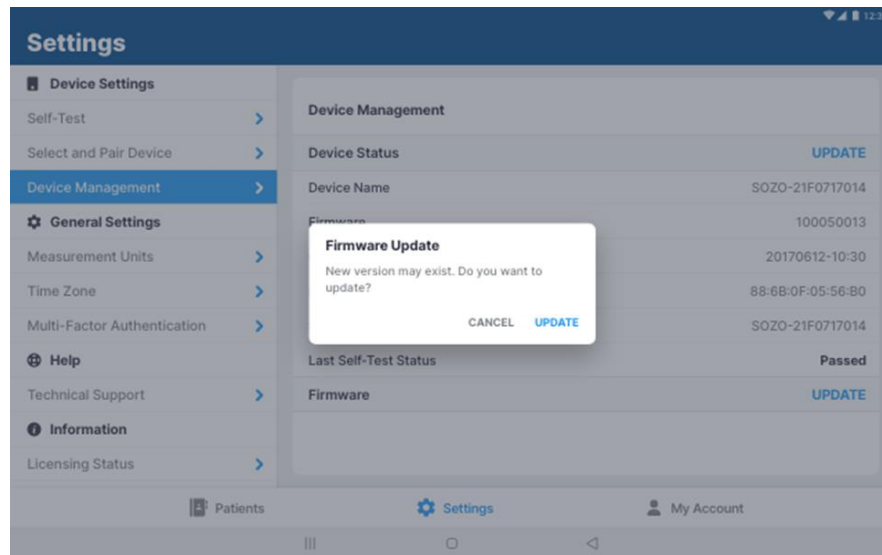 12:3
Settings
Device Settings
Self-Test
Select and Pair Device
Device Management
General Settings
Measurement Units
Time Zone
Multi-Factor Authentication
Help
Technical Support
Information
Licensing Status
Device Management
Device Status UPDATE
Device Name SOZO-21F0717014
Firmware 100050013
20170612-10:30
88:6B:0F:05:56:B0
SOZO-21F0717014
Last Self-Test Status Passed
Firmware UPDATE
Firmware Update
New version may exist. Do you want to
update?
CANCEL UPDATE
Patients Settings My Account